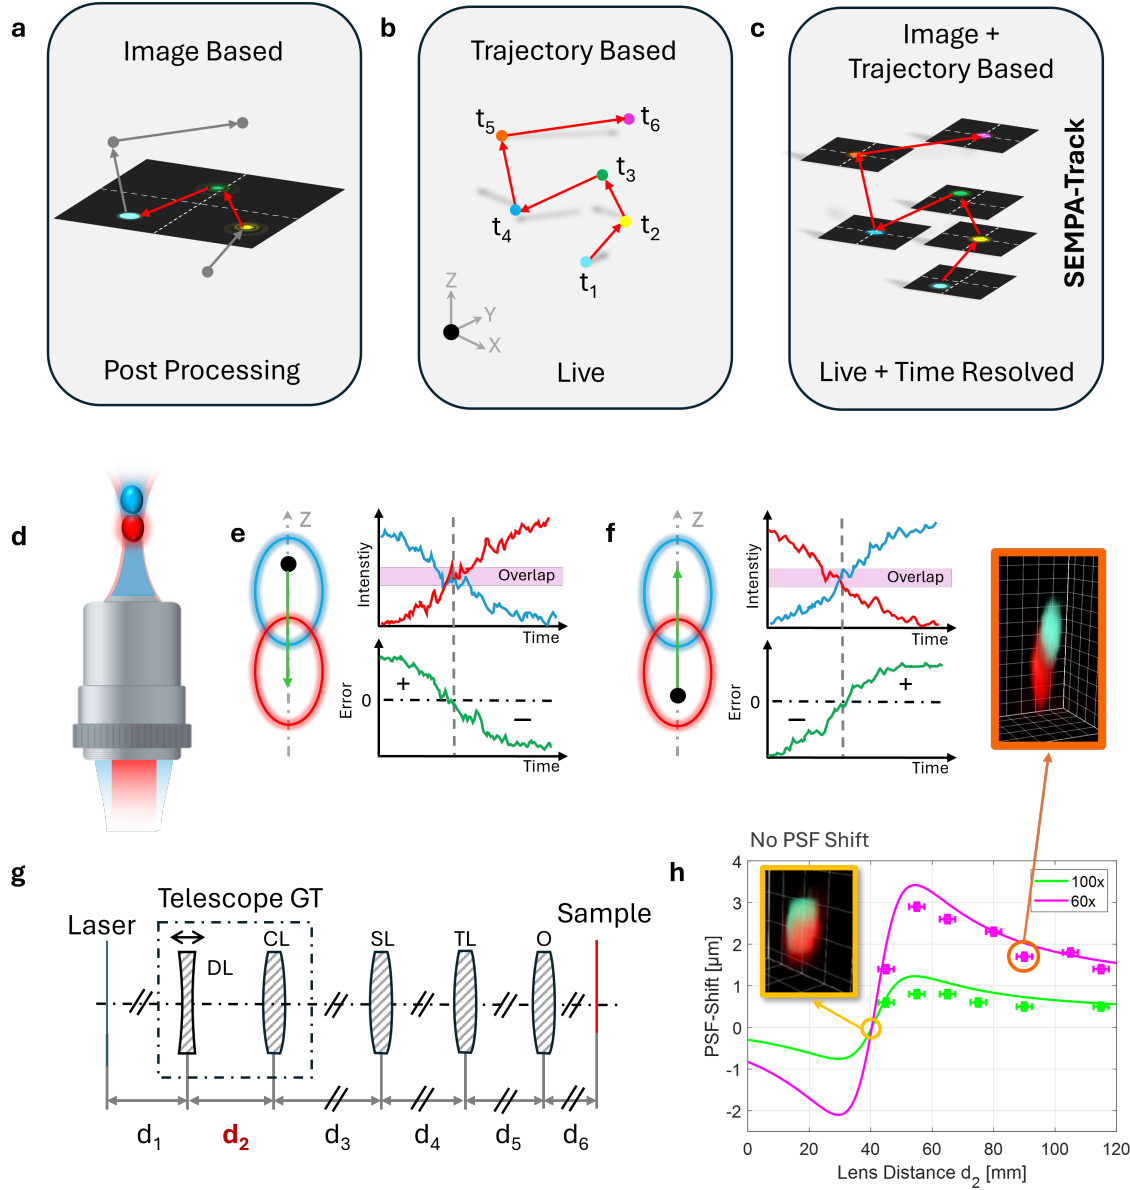 a
Image Based
Post Processing
b
Trajectory Based
t5
t6
t3
t4
t2
t1
Z
Y
X
Live
c
Image +
Trajectory Based
SEMPA-Track
Live + Time Resolved
d
e
Z
Intenstiy
Overlap
Time
+
0
Error
−
Time
f
Z
Intensity
Overlap
Time
+
0
Error
−
Time
g
Telescope GT
Laser
Sample
DL
CL
SL
TL
O
d1
d2
d3
d4
d5
d6
h
No PSF Shift
100x
60x
4
3
2
1
0
-1
-2
PSF-Shift [µm]
0
20
40
60
80
100
120
Lens Distance d2 [mm]